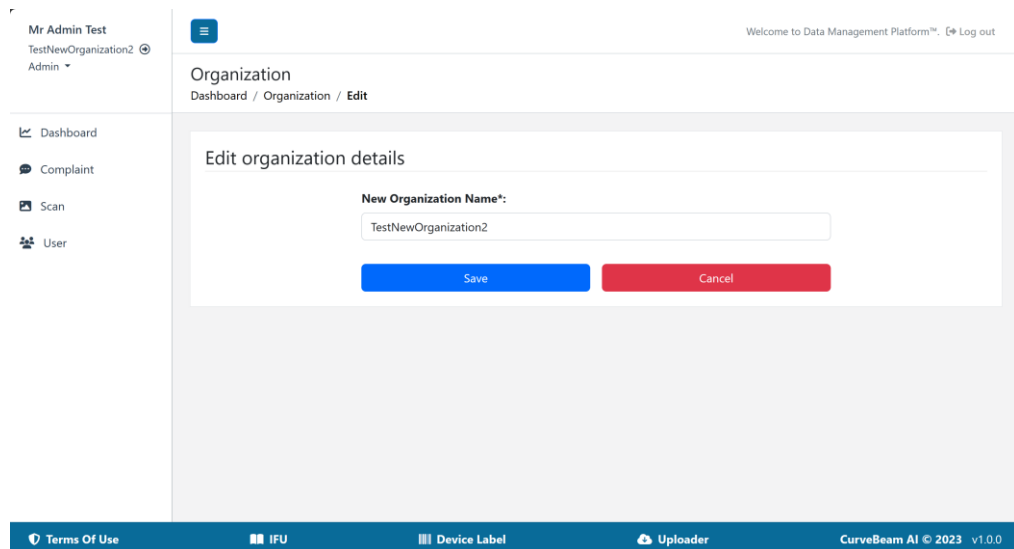 Mr Admin Test
TestNewOrganization2
Admin
Welcome to Data Management Platform™. Log out
Organization
Dashboard / Organization / Edit
Dashboard
Complaint
Scan
User
Edit organization details
New Organization Name*:
TestNewOrganization2
Save Cancel
Terms Of Use IFU Device Label Uploader CurveBeam AI © 2023 v1.0.0